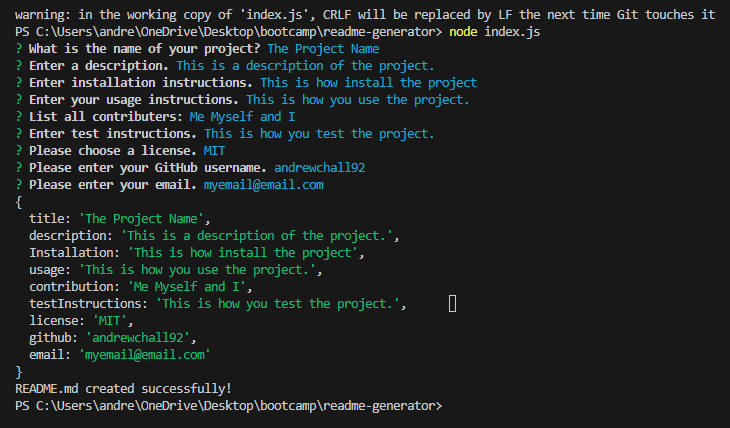 warning: in the working copy of 'index.js', CRLF will be replaced by LF the next time Git touches it
PS C:\Users\andre\OneDrive\Desktop\bootcamp\readme-generator> node index.js
? What is the name of your project? The Project Name
? Enter a description. This is a description of the project.
? Enter installation instructions. This is how install the project
? Enter your usage instructions. This is how you use the project.
? List all contributers: Me Myself and I
? Enter test instructions. This is how you test the project.
? Please choose a license. MIT
? Please enter your GitHub username. andrewchall92
? Please enter your email. myemail@email.com
{
  title: 'The Project Name',
  description: 'This is a description of the project.',
  Installation: 'This is how install the project',
  usage: 'This is how you use the project.',
  contribution: 'Me Myself and I',
  testInstructions: 'This is how you test the project.',
  license: 'MIT',
  github: 'andrewchall92',
  email: 'myemail@email.com'
}
README.md created successfully!
PS C:\Users\andre\OneDrive\Desktop\bootcamp\readme-generator>